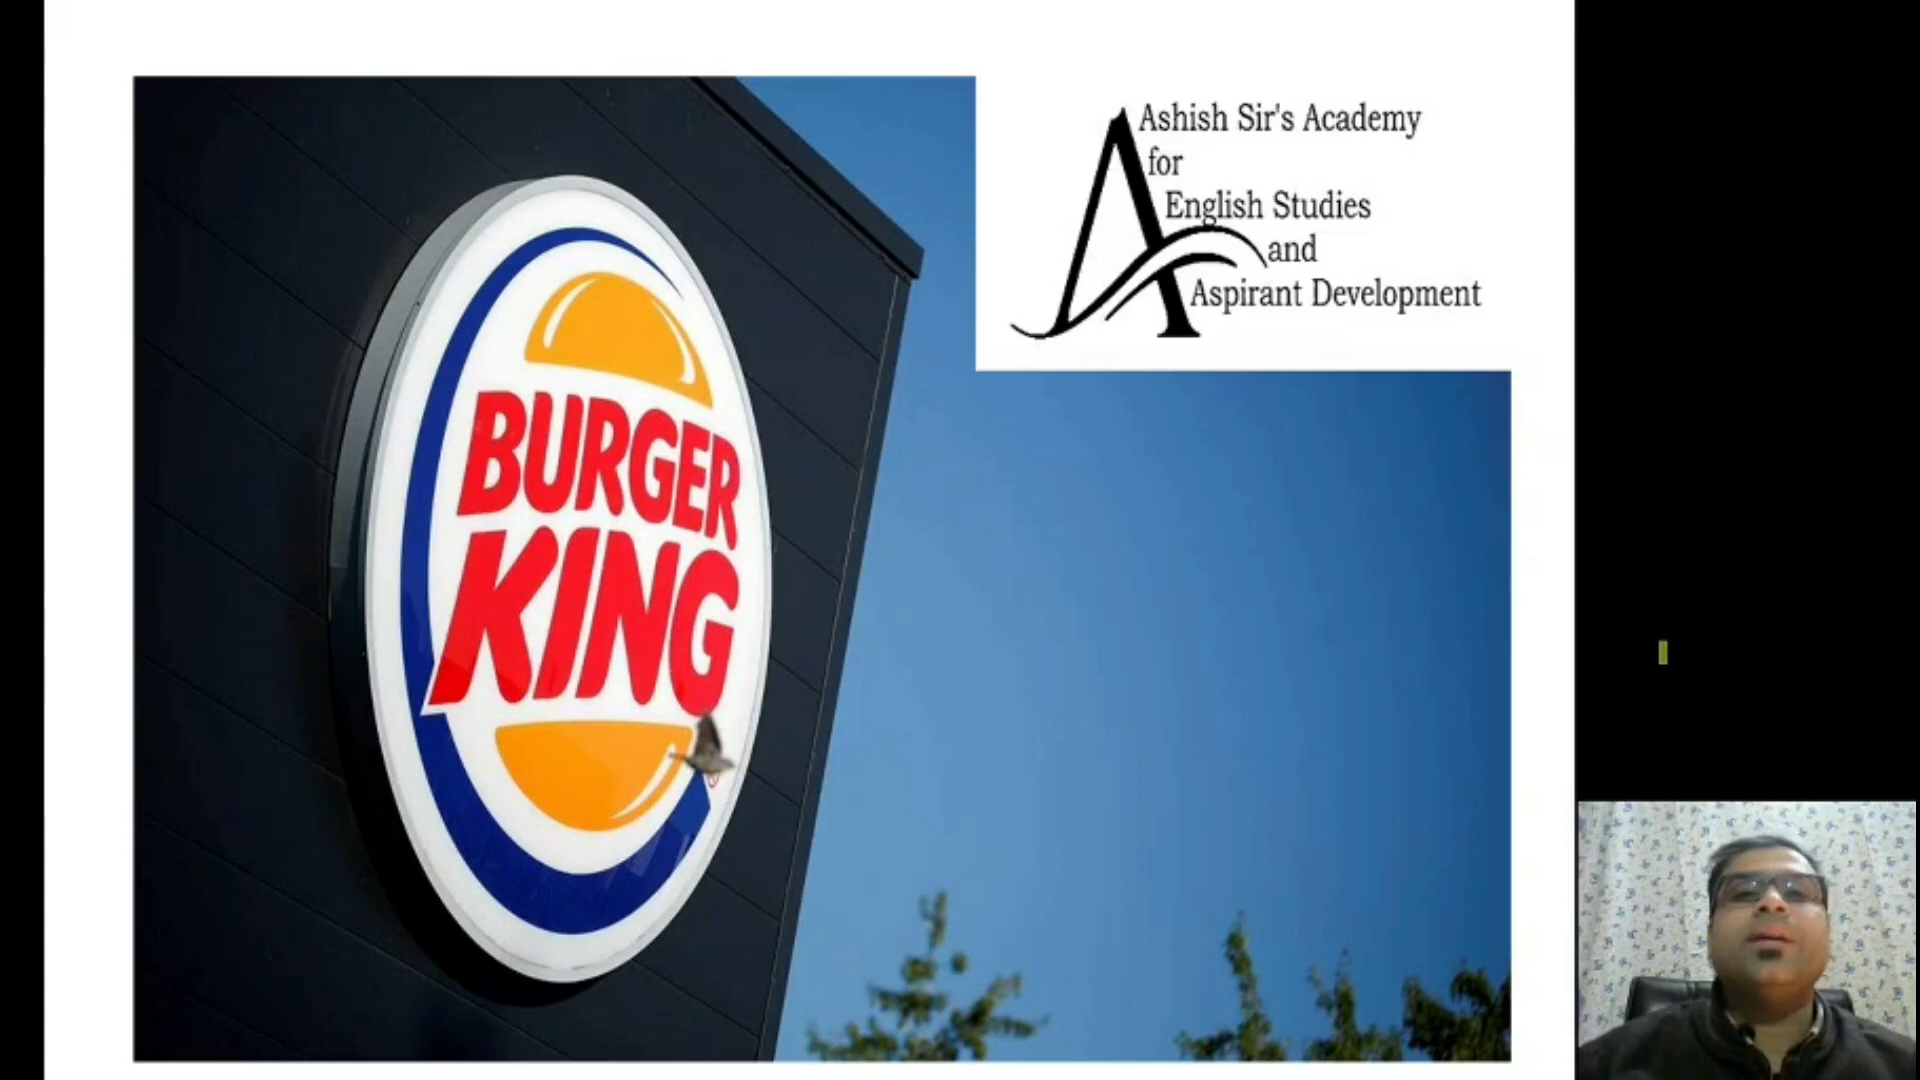 Ashish Sir's Academy
for
English Studies
and
Aspirant Development
BURGER
KING
®